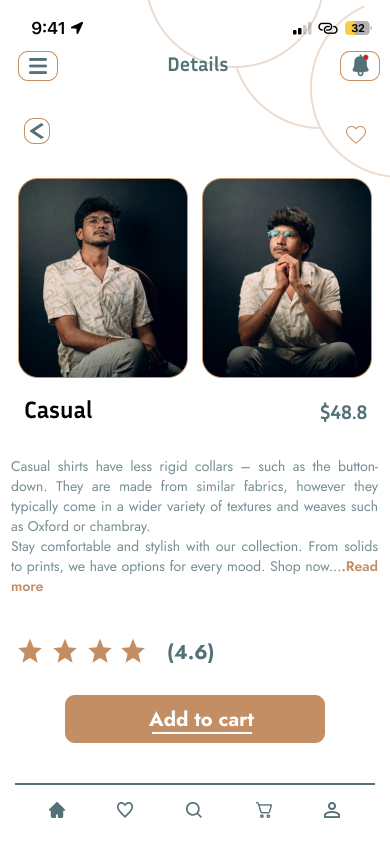 9:41
32
Details
Casual
$48.8
Casual shirts have less rigid collars – such as the button-
down. They are made from similar fabrics, however they
typically come in a wider variety of textures and weaves such
as Oxford or chambray.
Stay comfortable and stylish with our collection. From solids
to prints, we have options for every mood. Shop now....Read
more
(4.6)
Add to cart